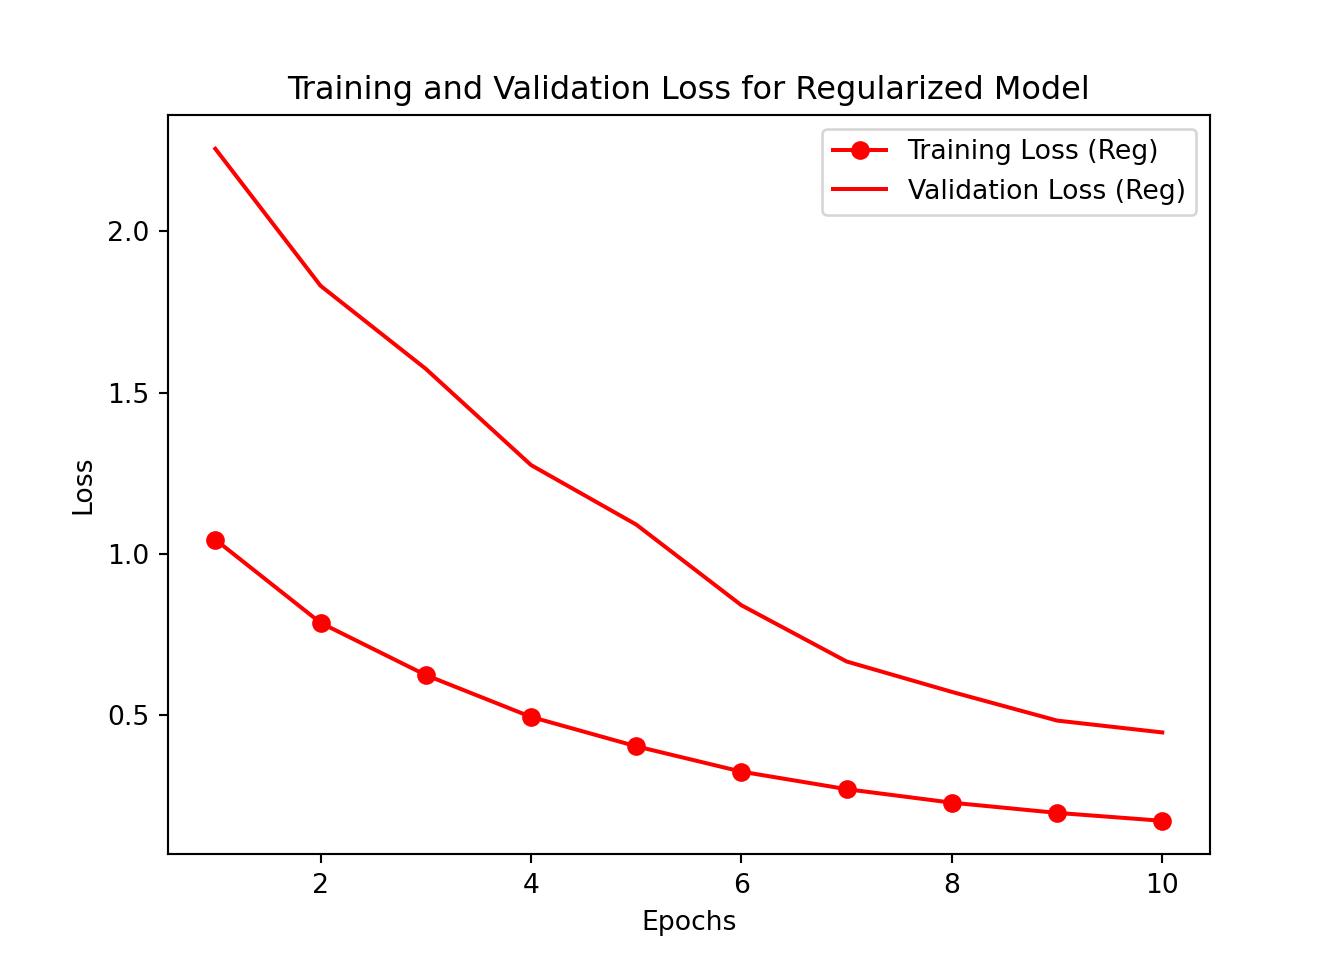 Training and Validation Loss for Regularized Model
Training Loss (Reg)
Validation Loss (Reg)
2.0
1.5
1.0
0.5
Loss
2 4 6 8 10
Epochs